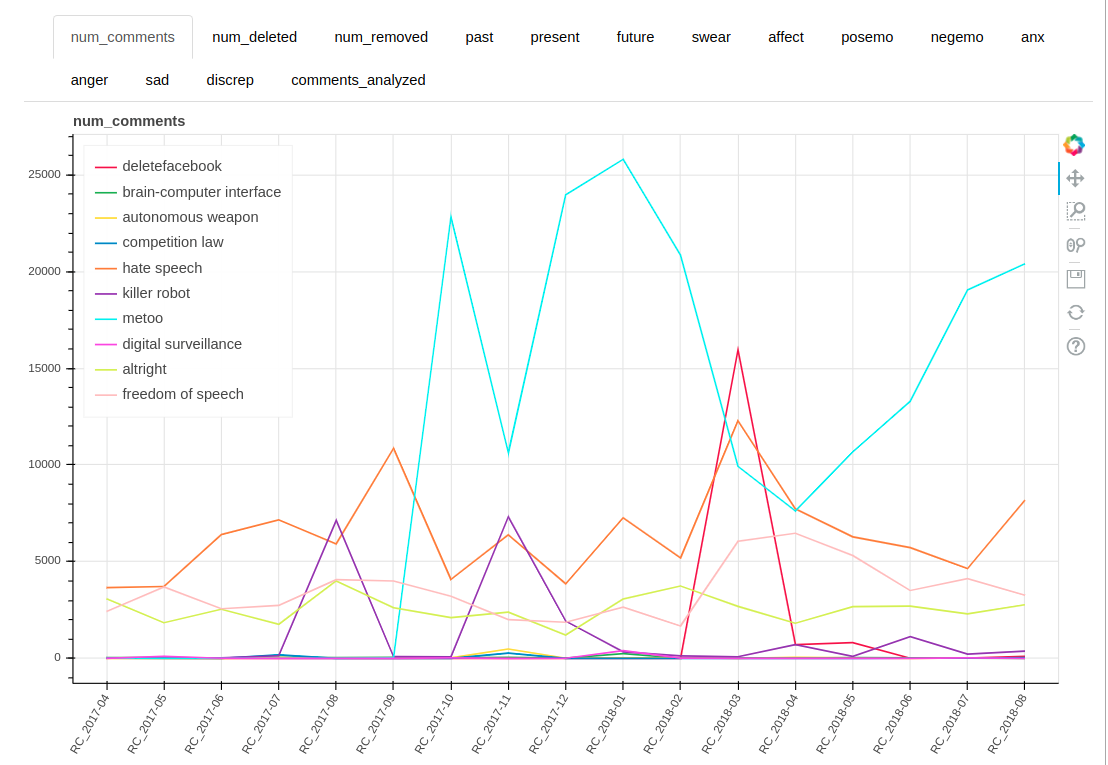 num_comments num_deleted num_removed past present future swear affect posemo negemo anx
anger sad discrep comments_analyzed
num_comments
deletefacebook
brain-computer interface
autonomous weapon
competition law
hate speech
killer robot
metoo
digital surveillance
altright
freedom of speech
25000
20000
15000
10000
5000
0
RC_2017-04 RC_2017-05 RC_2017-06 RC_2017-07 RC_2017-08 RC_2017-09 RC_2017-10 RC_2017-11 RC_2017-12 RC_2018-01 RC_2018-02 RC_2018-03 RC_2018-04 RC_2018-05 RC_2018-06 RC_2018-07 RC_2018-08